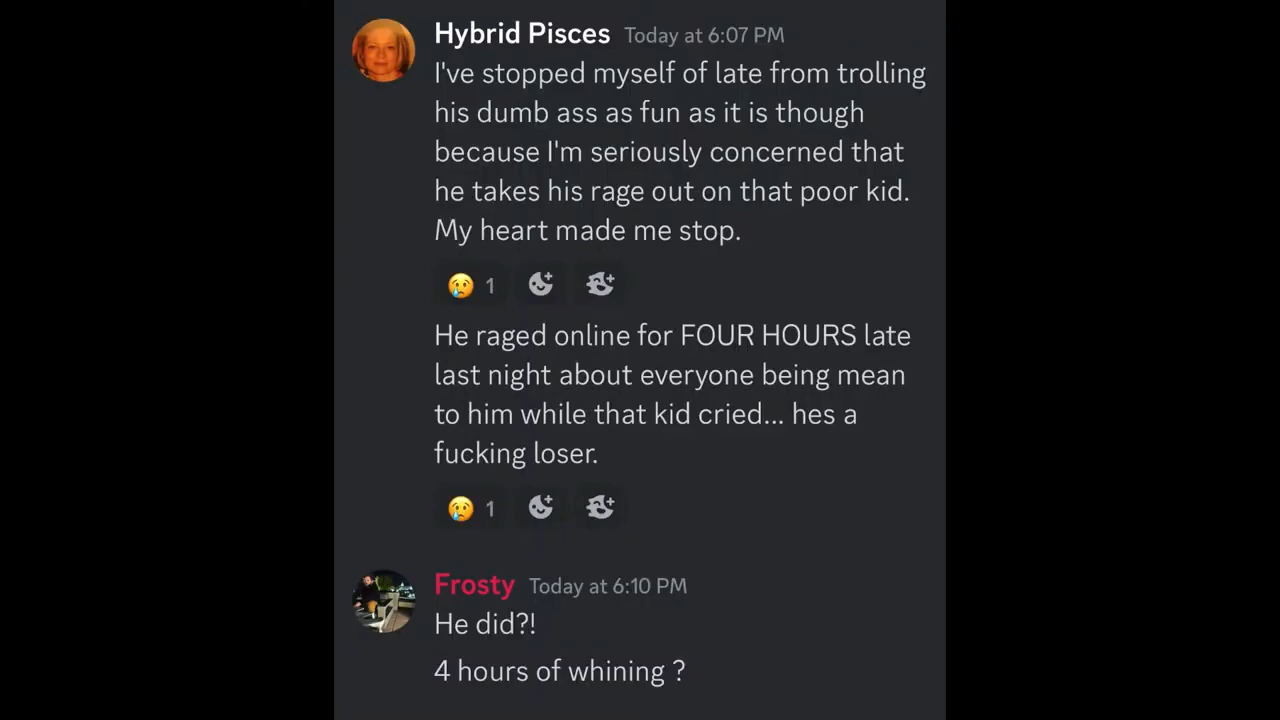 Hybrid Pisces Today at 6:07 PM
I've stopped myself of late from trolling
his dumb ass as fun as it is though
because I'm seriously concerned that
he takes his rage out on that poor kid.
My heart made me stop.
😢 1
He raged online for FOUR HOURS late
last night about everyone being mean
to him while that kid cried... hes a
fucking loser.
😢 1
Frosty Today at 6:10 PM
He did?!
4 hours of whining ?